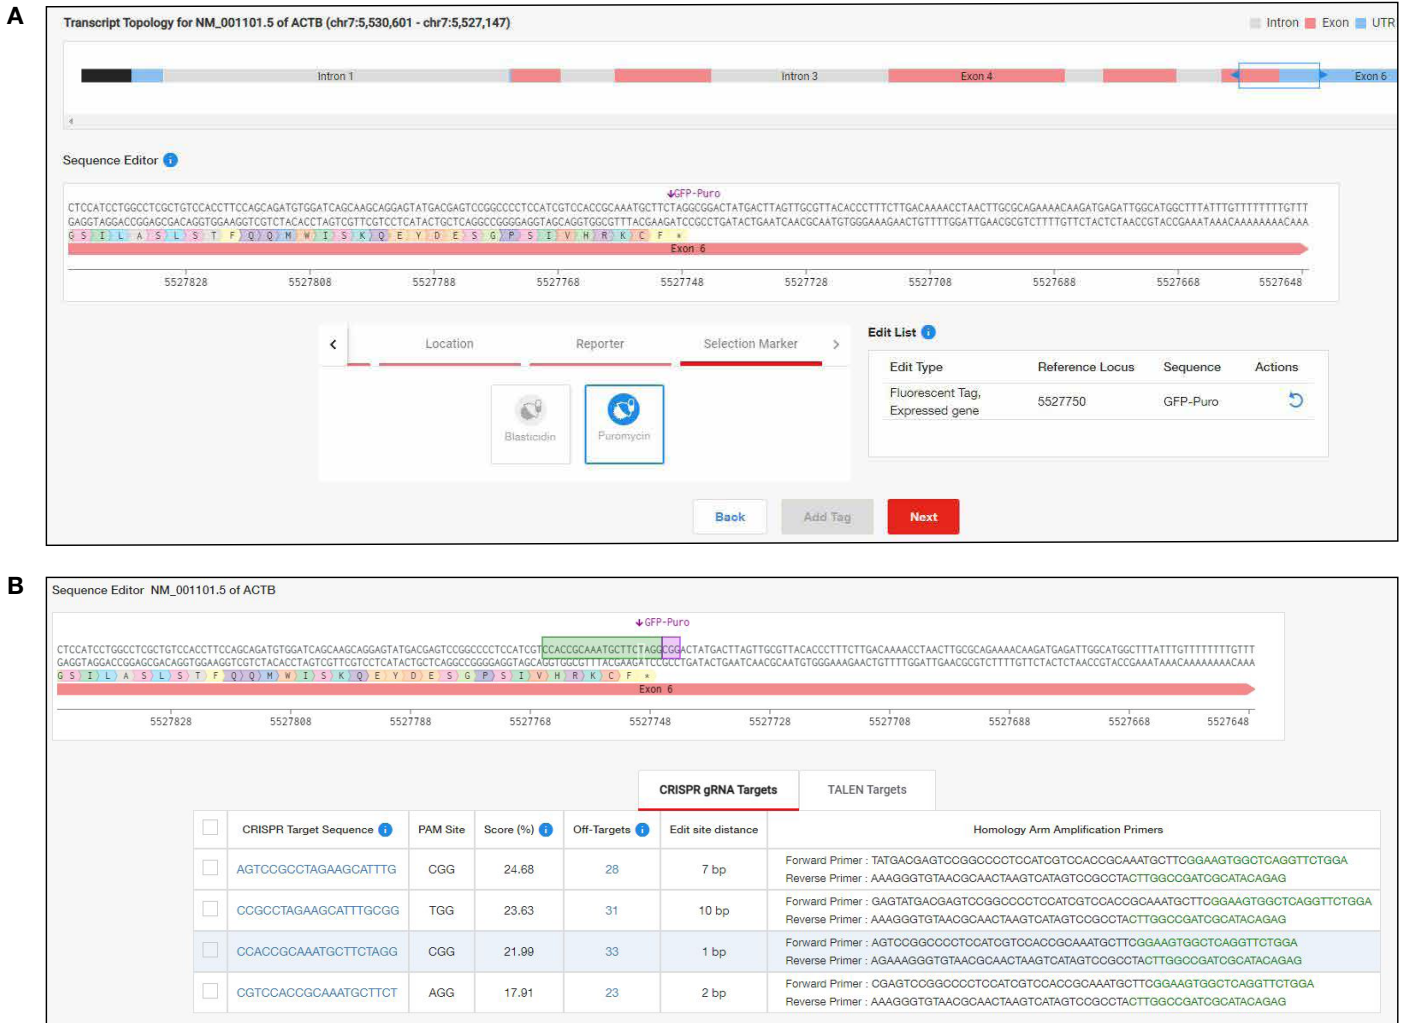 A
Transcript Topology for NM_001101.5 of ACTB (chr7:5,530,601 - chr7:5,527,147)
Intron Exon UTR
Intron 1 Intron 3 Exon 4 Exon 6
Sequence Editor i
GFP-Puro
CTCCATCCTGGCCTCGCTGTCCACCTTCCAGCAGATGTGGATCAGCAAGCAGGAGTATGACGAGTCCGGCCCCTCCATCGTCCACCGCAAATGCTTCTAGGCGGACTATGACTTAGTTGCGTTACACCCTTTCTTGACAAAACCTAACTTGCGCAGAAAACAAGATGAGATTGGCATGGCTTTATTTGTTTTTTTTGTTT
GAGGTAGGACCGGAGCGACAGGTGGAAGGTCGTCTACACCTAGTCGTTCGTCCTCATACTGCTCAGGCCGGGGAGGTAGCAGGTGGCGTTTACGAAGATCCGCCTGATACTGAATCAACGCAATGTGGGAAAGAACTGTTTTGGATTGAACGCGTCTTTTGTTCTACTCTAACCGTACCGAAATAAACAAAAAAAACAAA
G S I L A S L S T F Q Q M W I S K Q E Y D E S G P S I V H R K C F *
Exon 6
5527828 5527808 5527788 5527768 5527748 5527728 5527708 5527688 5527668 5527648
< Location Reporter Selection Marker >
Blasticidin Puromycin
Edit List i
Edit Type Reference Locus Sequence Actions
Fluorescent Tag, Expressed gene 5527750 GFP-Puro
Back Add Tag Next
B
Sequence Editor NM_001101.5 of ACTB
GFP-Puro
CTCCATCCTGGCCTCGCTGTCCACCTTCCAGCAGATGTGGATCAGCAAGCAGGAGTATGACGAGTCCGGCCCCTCCATCGTCCACCGCAAATGCTTCTAGGCGGACTATGACTTAGTTGCGTTACACCCTTTCTTGACAAAACCTAACTTGCGCAGAAAACAAGATGAGATTGGCATGGCTTTATTTGTTTTTTTTGTTT
GAGGTAGGACCGGAGCGACAGGTGGAAGGTCGTCTACACCTAGTCGTTCGTCCTCATACTGCTCAGGCCGGGGAGGTAGCAGGTGGCGTTTACGAAGATCCGCCTGATACTGAATCAACGCAATGTGGGAAAGAACTGTTTTGGATTGAACGCGTCTTTTGTTCTACTCTAACCGTACCGAAATAAACAAAAAAAACAAA
G S I L A S L S T F Q Q M W I S K Q E Y D E S G P S I V H R K C F *
Exon 6
5527828 5527808 5527788 5527768 5527748 5527728 5527708 5527688 5527668 5527648
CRISPR gRNA Targets TALEN Targets
CRISPR Target Sequence i PAM Site Score (%) i Off-Targets i Edit site distance Homology Arm Amplification Primers
AGTCCGCCTAGAAGCATTTG CGG 24.68 28 7 bp Forward Primer : TATGACGAGTCCGGCCCCTCCATCGTCCACCGCAAATGCTTCGGAAGTGGCTCAGGTTCTGGA
Reverse Primer : AAAGGGTGTAACGCAACTAAGTCATAGTCCGCCTACTTGGCCGATCGCATACAGAG
CCGCCTAGAAGCATTTGCGG TGG 23.63 31 10 bp Forward Primer : GAGTATGACGAGTCCGGCCCCTCCATCGTCCACCGCAAATGCTTCGGAAGTGGCTCAGGTTCTGGA
Reverse Primer : AAAGGGTGTAACGCAACTAAGTCATAGTCCGCCTACTTGGCCGATCGCATACAGAG
CCACCGCAAATGCTTCTAGG CGG 21.99 33 1 bp Forward Primer : AGTCCGGCCCCTCCATCGTCCACCGCAAATGCTTCGGAAGTGGCTCAGGTTCTGGA
Reverse Primer : AGAAAGGGTGTAACGCAACTAAGTCATAGTCCGCCTACTTGGCCGATCGCATACAGAG
CGTCCACCGCAAATGCTTCT AGG 17.91 23 2 bp Forward Primer : CGAGTCCGGCCCCTCCATCGTCCACCGCAAATGCTTCGGAAGTGGCTCAGGTTCTGGA
Reverse Primer : AAAGGGTGTAACGCAACTAAGTCATAGTCCGCCTACTTGGCCGATCGCATACAGAG